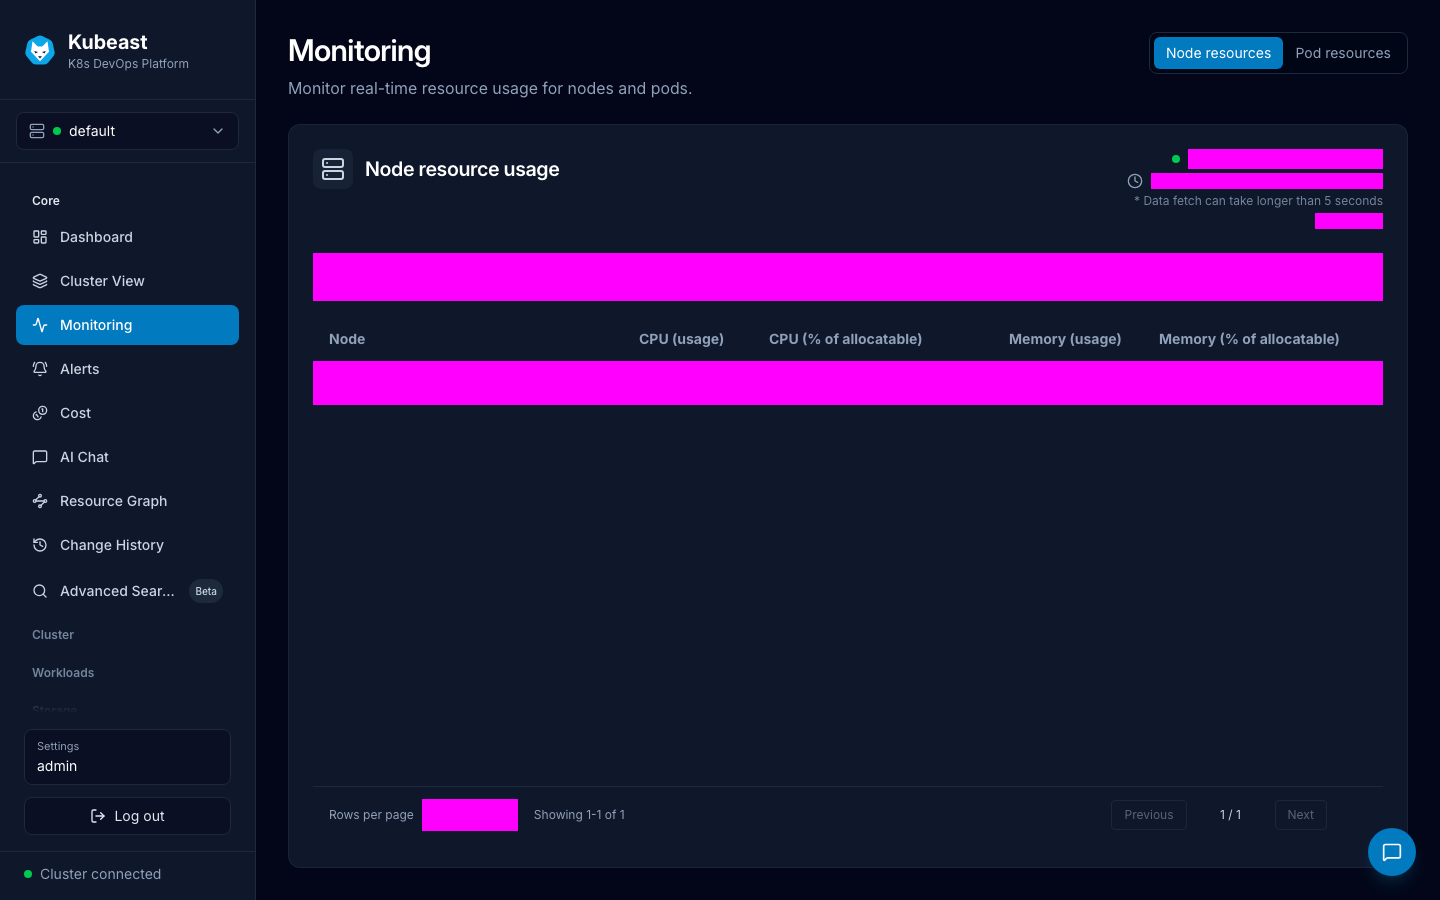 Kubeast
K8s DevOps Platform
default
Core
Dashboard
Cluster View
Monitoring
Alerts
Cost
AI Chat
Resource Graph
Change History
Advanced Sear... Beta
Cluster
Workloads
Storage
Settings
admin
Log out
Cluster connected
Monitoring
Monitor real-time resource usage for nodes and pods.
Node resources Pod resources
Node resource usage
* Data fetch can take longer than 5 seconds
Node CPU (usage) CPU (% of allocatable) Memory (usage) Memory (% of allocatable)
Rows per page Showing 1-1 of 1 Previous 1 / 1 Next